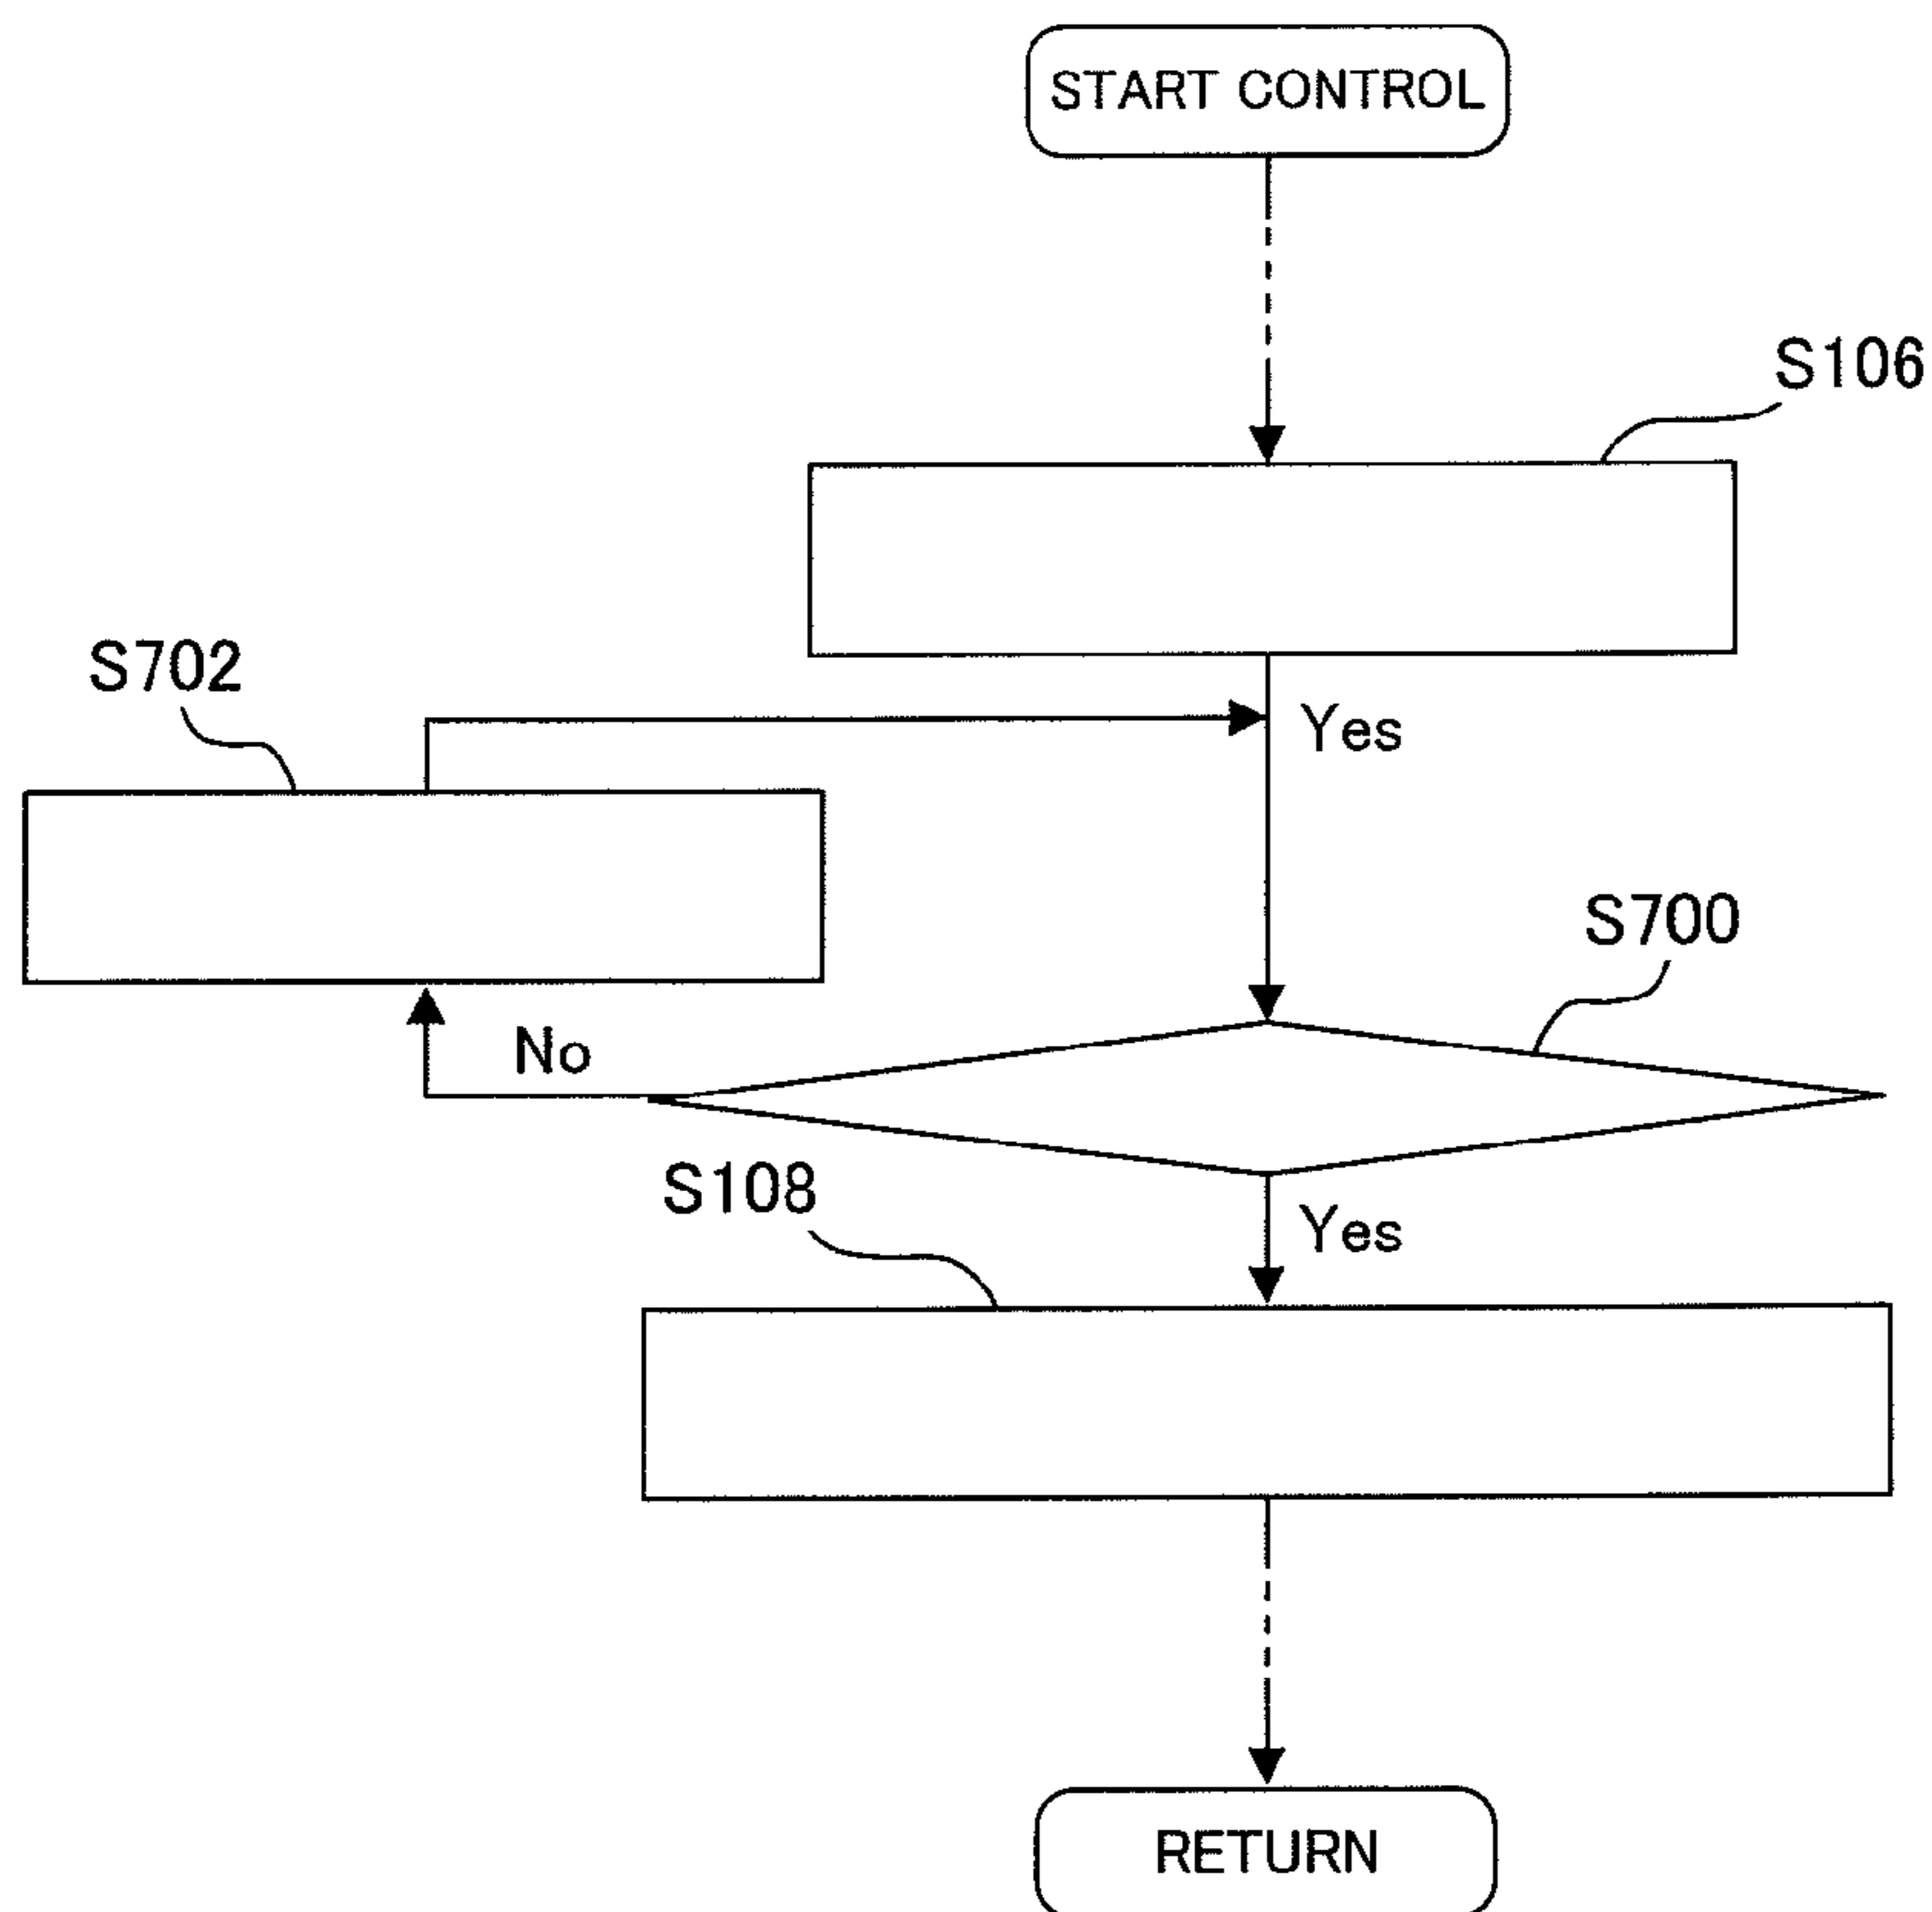 START CONTROL
S106
S702
Yes
S700
No
S108
Yes
RETURN